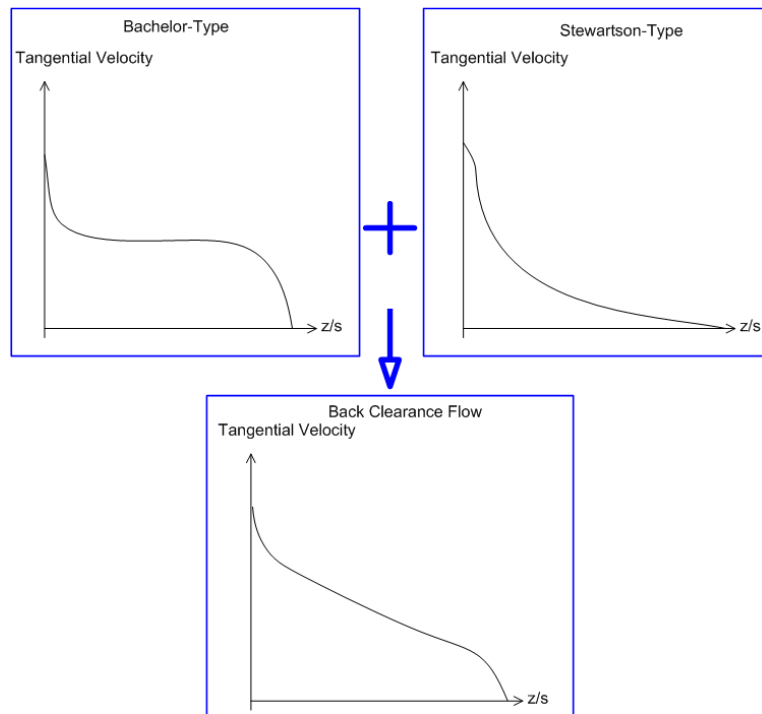 Bachelor-Type
Tangential Velocity
z/s
Stewartson-Type
Tangential Velocity
z/s
Back Clearance Flow
Tangential Velocity
z/s